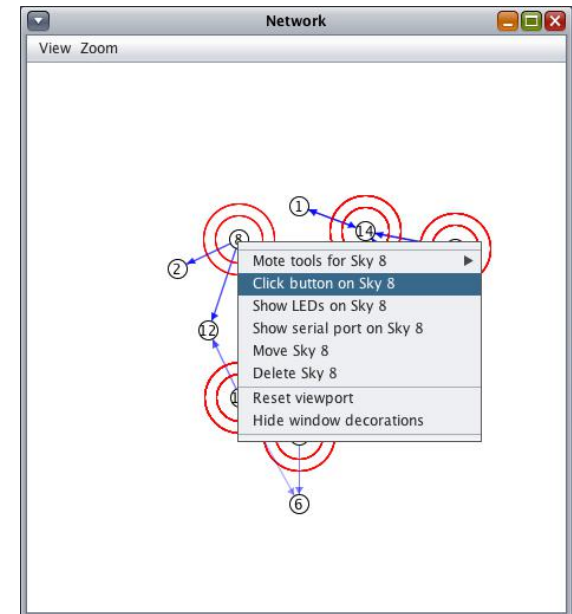 Network
View Zoom
1
14
8
2
Mote tools for Sky 8
Click button on Sky 8
Show LEDs on Sky 8
12
Show serial port on Sky 8
Move Sky 8
Delete Sky 8
Reset viewport
Hide window decorations
6